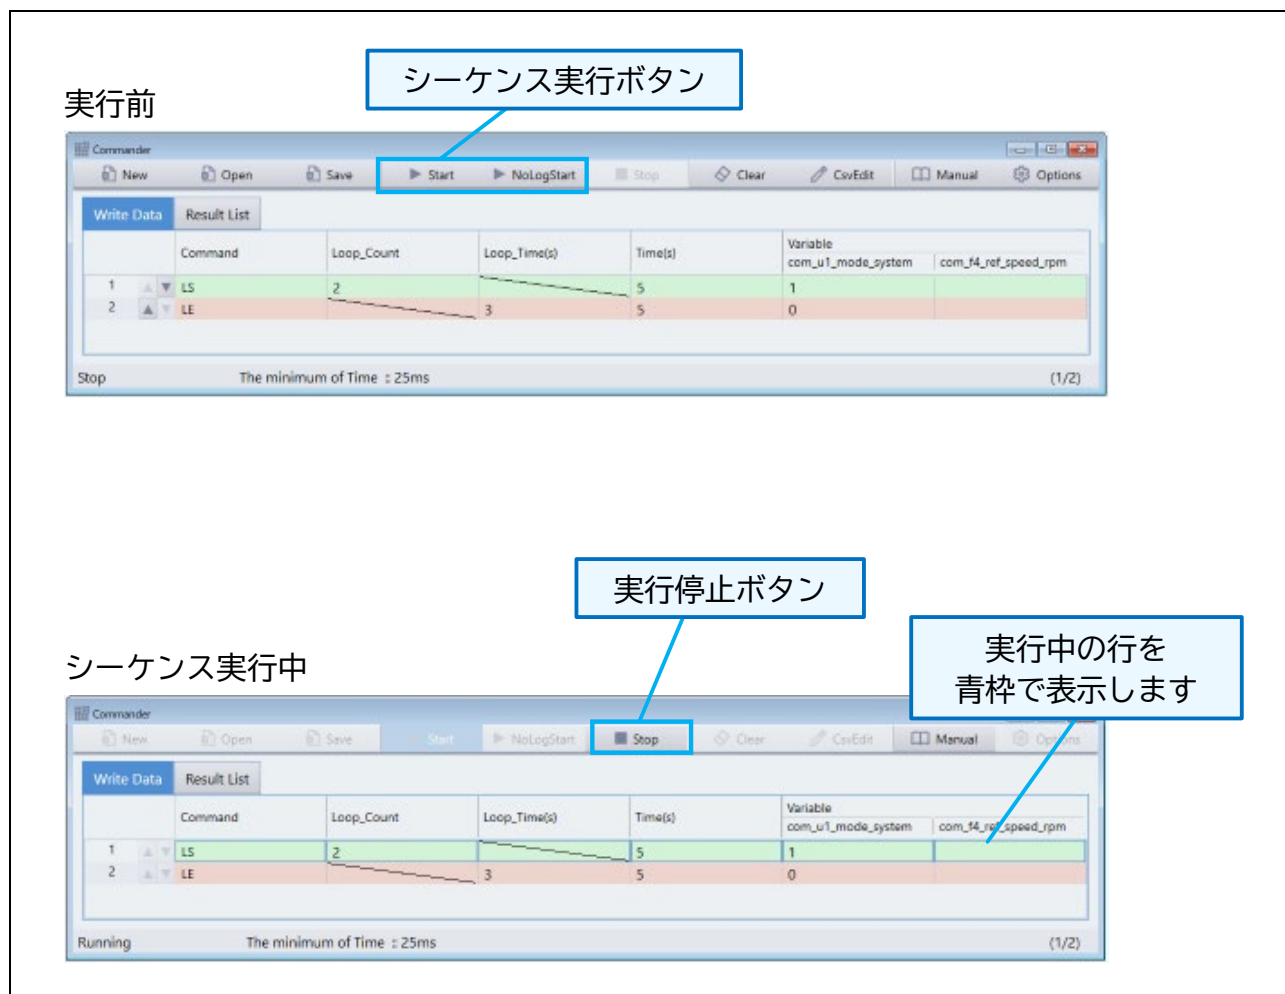 シーケンス実行ボタン
実行前
Commander
New Open Save Start NoLogStart Stop Clear CsvEdit Manual Options
Write Data Result List
Command Loop_Count Loop_Time(s) Time(s) Variable
com_u1_mode_system com_f4_ref_speed_rpm
1 LS 2 5 1
2 LE 3 5 0
Stop The minimum of Time : 25ms (1/2)
実行停止ボタン
実行中の行を
青枠で表示します
シーケンス実行中
Commander
New Open Save Start NoLogStart Stop Clear CsvEdit Manual Options
Write Data Result List
Command Loop_Count Loop_Time(s) Time(s) Variable
com_u1_mode_system com_f4_ref_speed_rpm
1 LS 2 5 1
2 LE 3 5 0
Running The minimum of Time : 25ms (1/2)